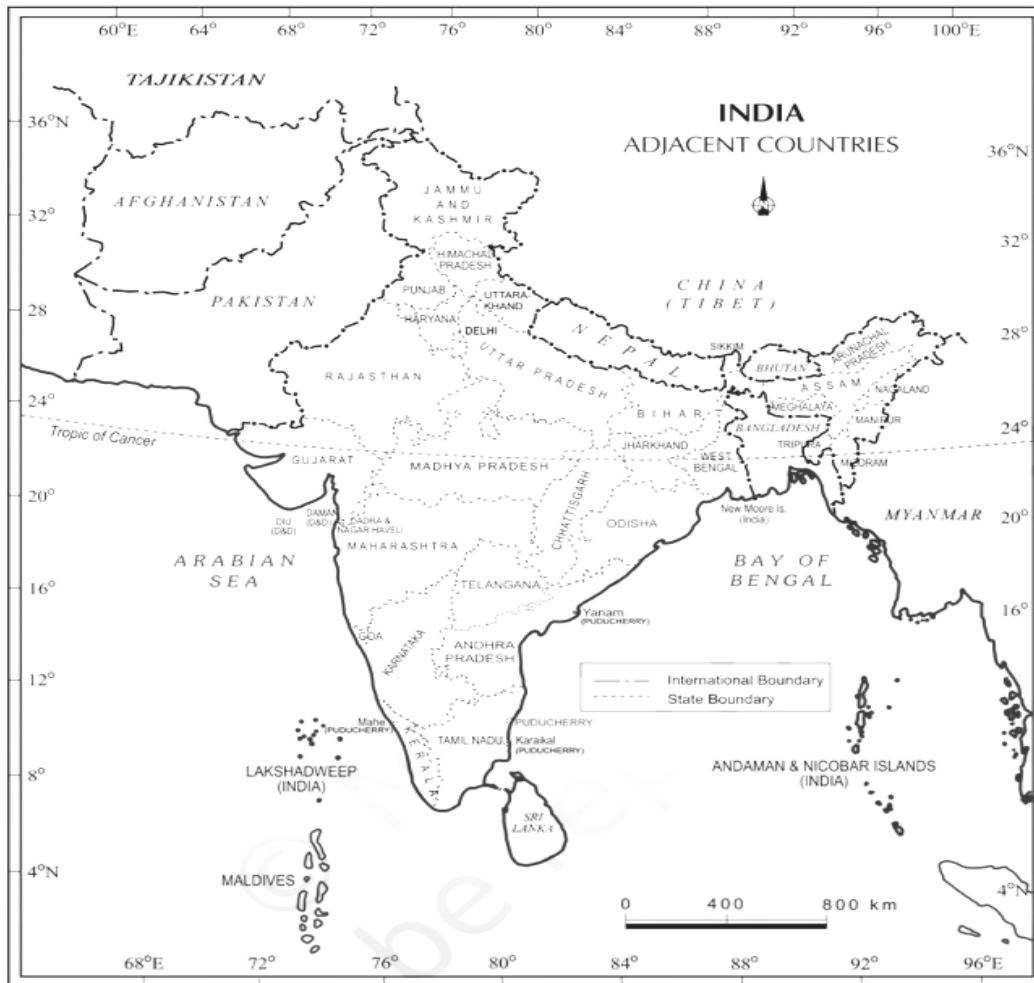 60°E 64° 68° 72° 76° 80° 84° 88° 92° 96° 100°E
TAJIKISTAN
INDIA
ADJACENT COUNTRIES
36°N
36°N
JAMMU
AND
KASHMIR
AFGHANISTAN
32°
32°
HIMACHAL
PRADESH
CHINA
(TIBET)
PUNJAB
UTTARA-
KHAND
PAKISTAN
28°
28°
HARYANA
DELHI
NEPAL
SIKKIM
ARUNACHAL
PRADESH
BHUTAN
UTTAR PRADESH
RAJASTHAN
ASSAM
NAGALAND
24°
24°
BIHAR
MEGHALAYA
MANIPUR
BANGLADESH
Tropic of Cancer
JHARKHAND
TRIPURA
GUJARAT
MADHYA PRADESH
WEST
BENGAL
MIZORAM
20°
20°
DIU
(D&D)
DAMAN
(D&D)
DADRA &
NAGAR HAVELI
CHHATTISGARH
ODISHA
New Moore Is.
(India)
MYANMAR
MAHARASHTRA
ARABIAN
SEA
BAY OF
BENGAL
TELANGANA
16°
16°
Yanam
(PUDUCHERRY)
GOA
KARNATAKA
ANDHRA
PRADESH
International Boundary
State Boundary
12°
12°
Mahe
(PUDUCHERRY)
PUDUCHERRY
KERALA
TAMIL NADU
Karaikal
(PUDUCHERRY)
LAKSHADWEEP
(INDIA)
ANDAMAN & NICOBAR ISLANDS
(INDIA)
8°
8°
SRI
LANKA
4°N
MALDIVES
4°N
0 400 800 km
be re
68°E 72° 76° 80° 84° 88° 92° 96°E